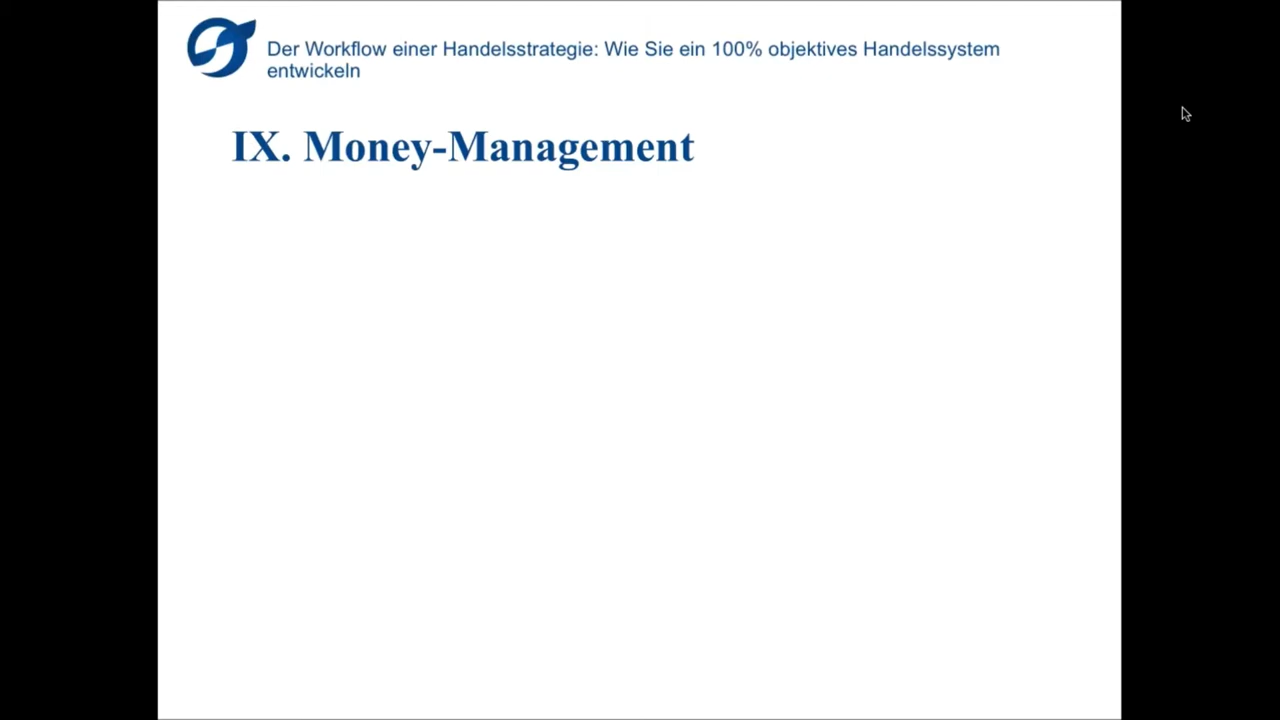 Der Workflow einer Handelsstrategie: Wie Sie ein 100% objektives Handelssystem
entwickeln
IX. Money-Management